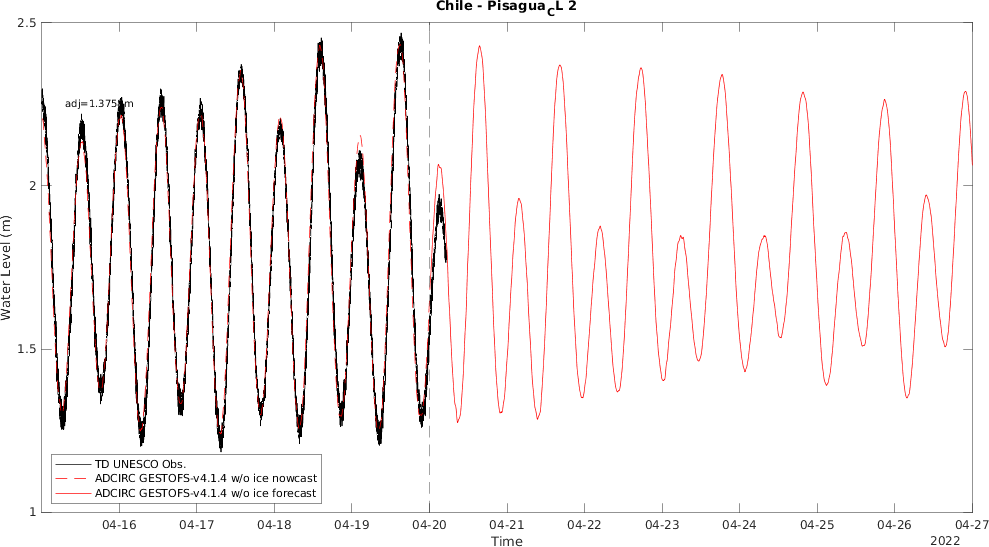 Chile - Pisagua_CL 2
2.5
adj=1.375 m
2
Water Level (m)
1.5
TD UNESCO Obs.
ADCIRC GESTOFS-v4.1.4 w/o ice nowcast
ADCIRC GESTOFS-v4.1.4 w/o ice forecast
1
04-16 04-17 04-18 04-19 04-20 04-21 04-22 04-23 04-24 04-25 04-26 04-27
Time
2022